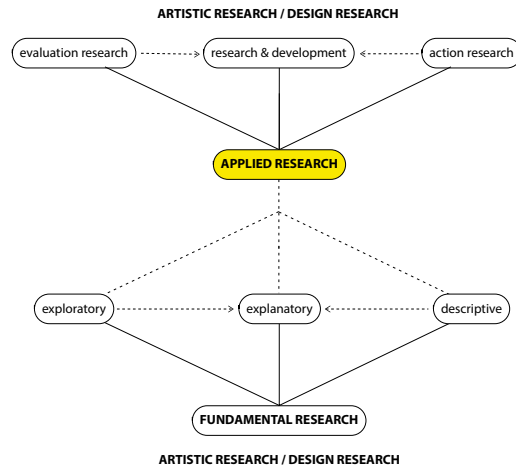 ARTISTIC RESEARCH / DESIGN RESEARCH
evaluation research
research & development
action research
APPLIED RESEARCH
exploratory
explanatory
descriptive
FUNDAMENTAL RESEARCH
ARTISTIC RESEARCH / DESIGN RESEARCH